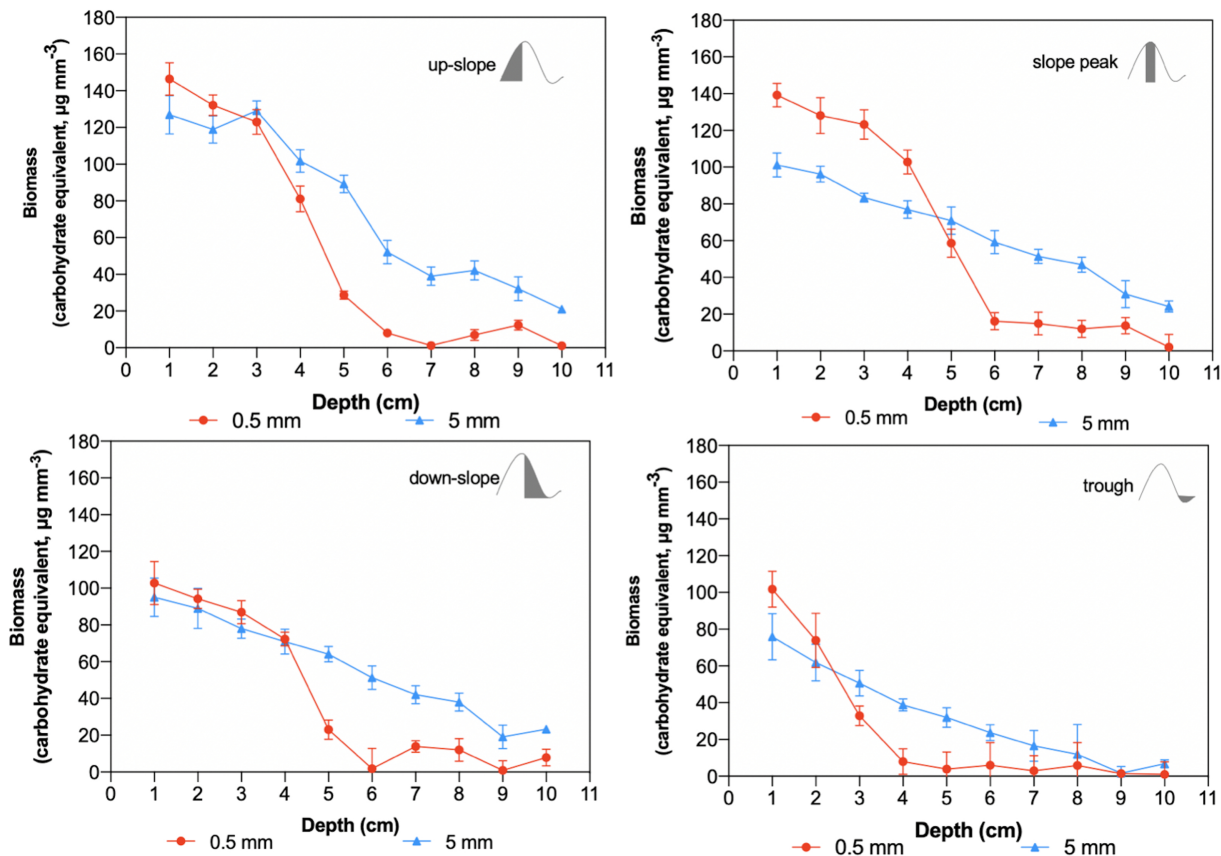 Biomass
(carbohydrate equivalent, µg mm⁻³)
180
160
140
120
100
80
60
40
20
0
up-slope
0 1 2 3 4 5 6 7 8 9 10 11
Depth (cm)
0.5 mm 5 mm
Biomass
(carbohydrate equivalent, µg mm⁻³)
180
160
140
120
100
80
60
40
20
0
slope peak
0 1 2 3 4 5 6 7 8 9 10 11
Depth (cm)
0.5 mm 5 mm
Biomass
(carbohydrate equivalent, µg mm⁻³)
180
160
140
120
100
80
60
40
20
0
down-slope
0 1 2 3 4 5 6 7 8 9 10 11
Depth (cm)
0.5 mm 5 mm
Biomass
(carbohydrate equivalent, µg mm⁻³)
180
160
140
120
100
80
60
40
20
0
trough
0 1 2 3 4 5 6 7 8 9 10 11
Depth (cm)
0.5 mm 5 mm